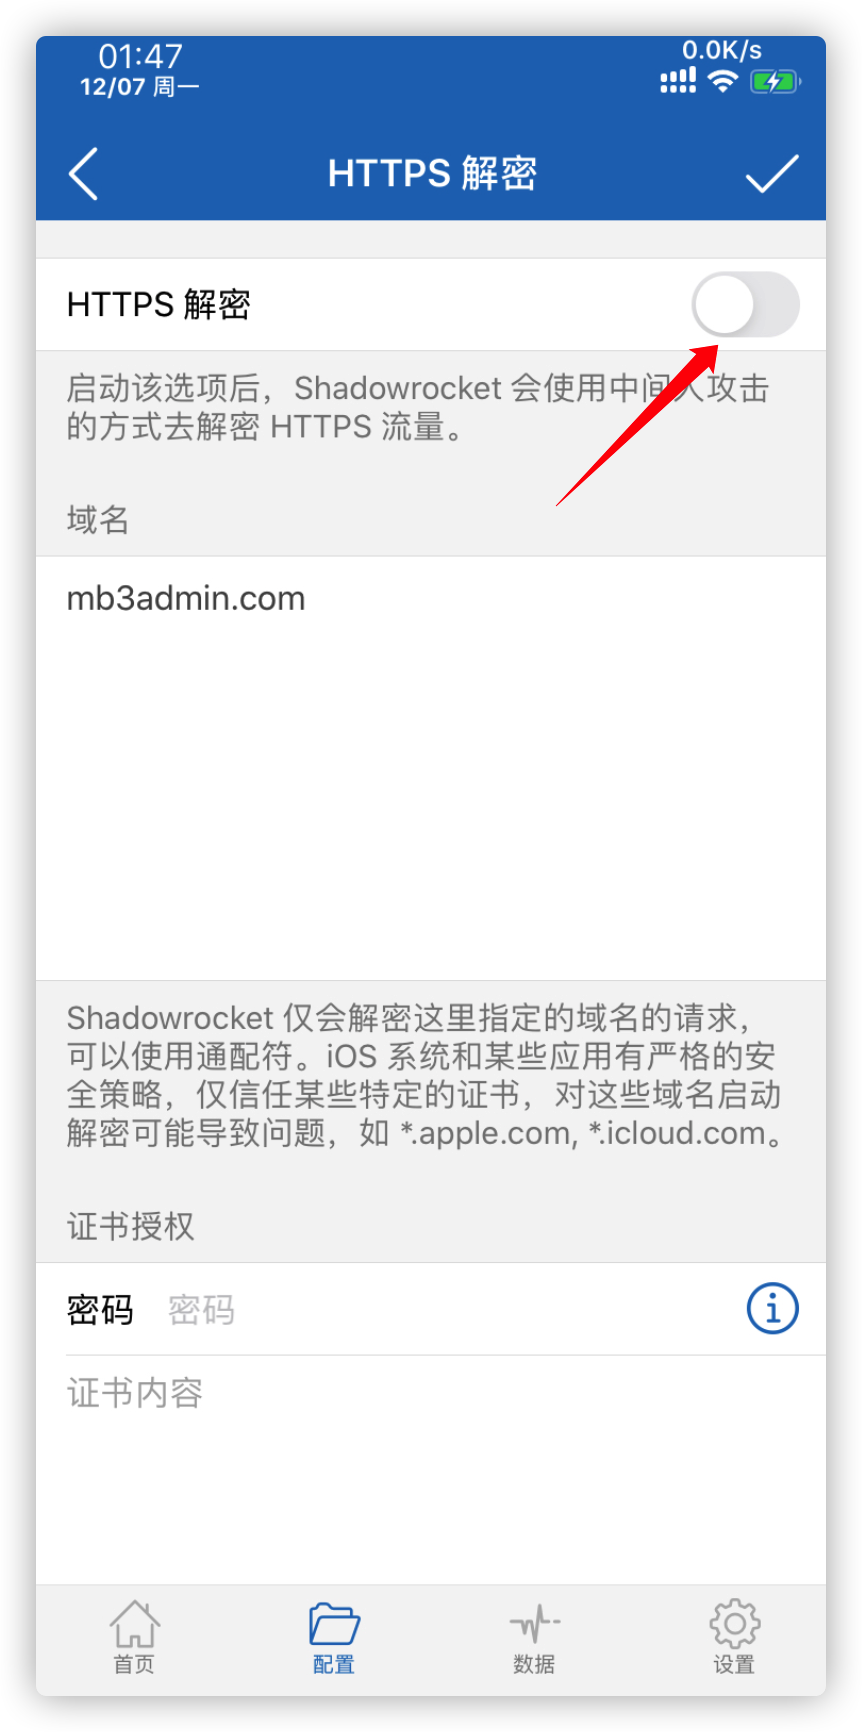 01:47
0.0K/s
12/07 周一
HTTPS 解密
HTTPS 解密
启动该选项后，Shadowrocket 会使用中间人攻击
的方式去解密 HTTPS 流量。
域名
mb3admin.com
Shadowrocket 仅会解密这里指定的域名的请求，
可以使用通配符。iOS 系统和某些应用有严格的安
全策略，仅信任某些特定的证书，对这些域名启动
解密可能导致问题，如 *.apple.com, *.icloud.com。
证书授权
密码 密码
证书内容
首页 配置 数据 设置